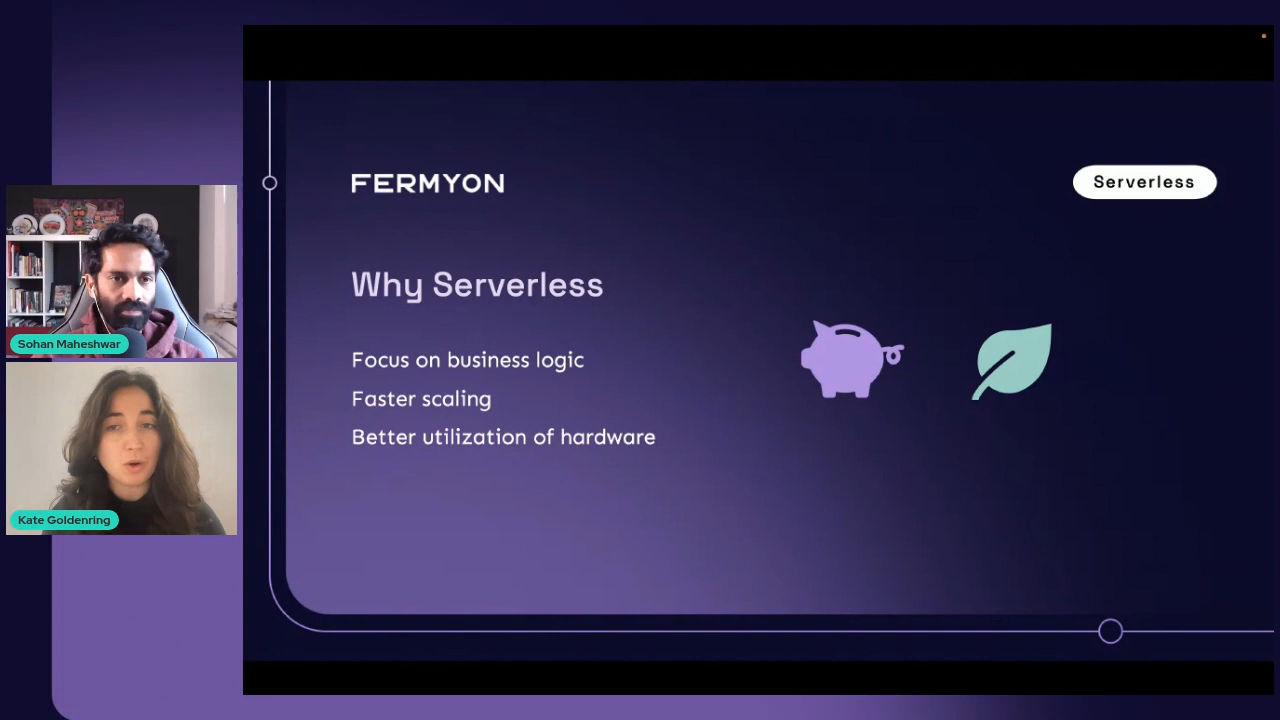 FERMYON
Serverless
Why Serverless
Focus on business logic
Faster scaling
Better utilization of hardware
Sohan Maheshwar
Kate Goldenring